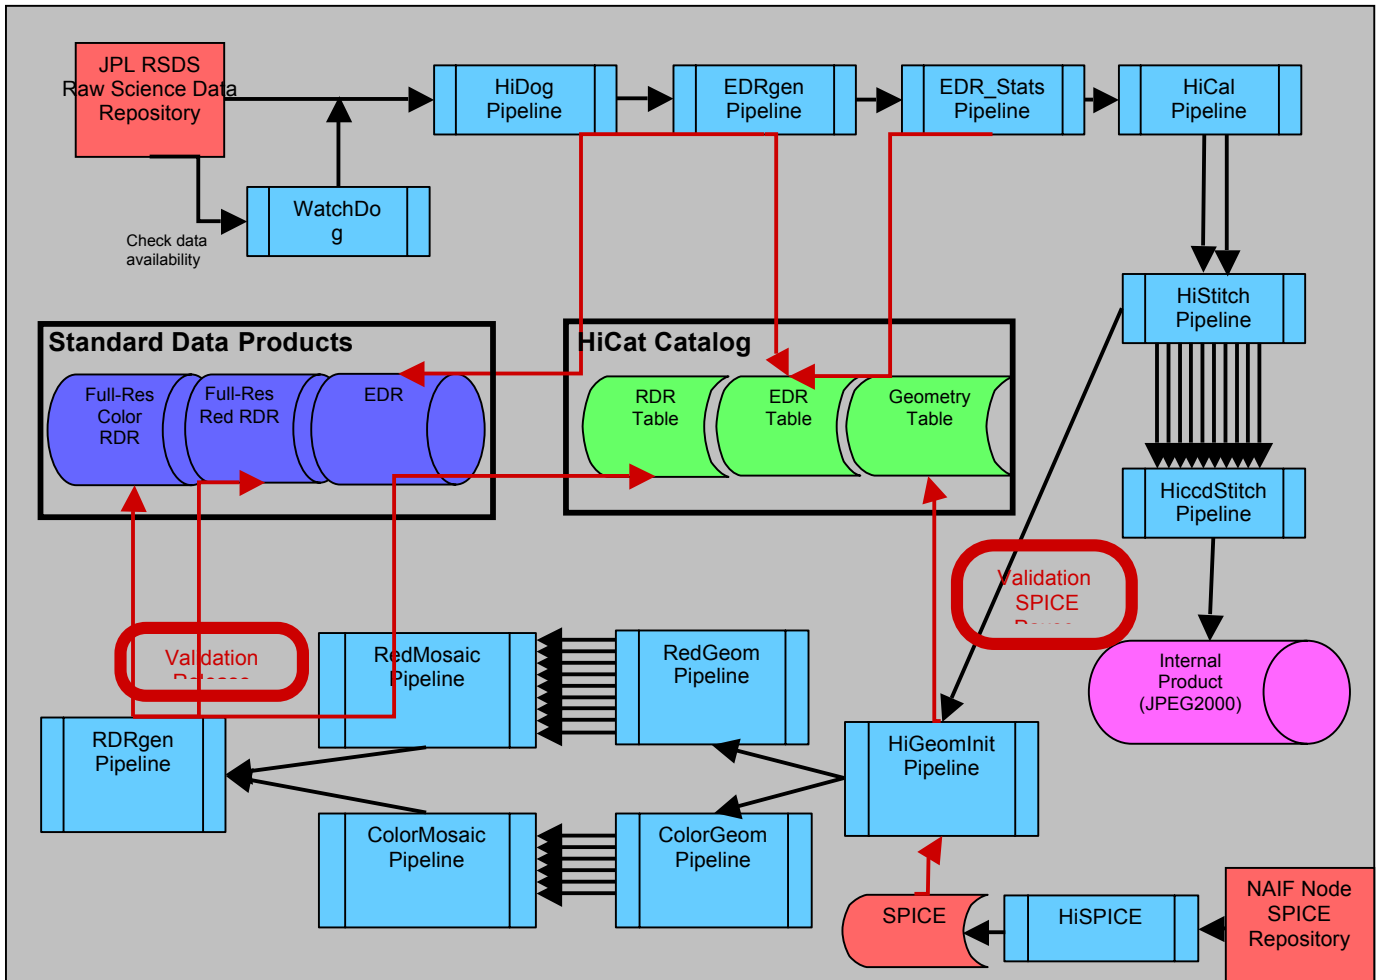 JPL RSDS
Raw Science Data
Repository
HiDog
Pipeline
EDRgen
Pipeline
EDR_Stats
Pipeline
HiCal
Pipeline
WatchDo
g
Check data
availability
HiStitch
Pipeline
Standard Data Products
HiCat Catalog
Full-Res
Color
RDR
Full-Res
Red RDR
EDR
RDR
Table
EDR
Table
Geometry
Table
HiccdStitch
Pipeline
Validation
SPICE
Validation
RedMosaic
Pipeline
RedGeom
Pipeline
Internal
Product
(JPEG2000)
RDRgen
Pipeline
HiGeomInit
Pipeline
ColorMosaic
Pipeline
ColorGeom
Pipeline
SPICE
HiSPICE
NAIF Node
SPICE
Repository